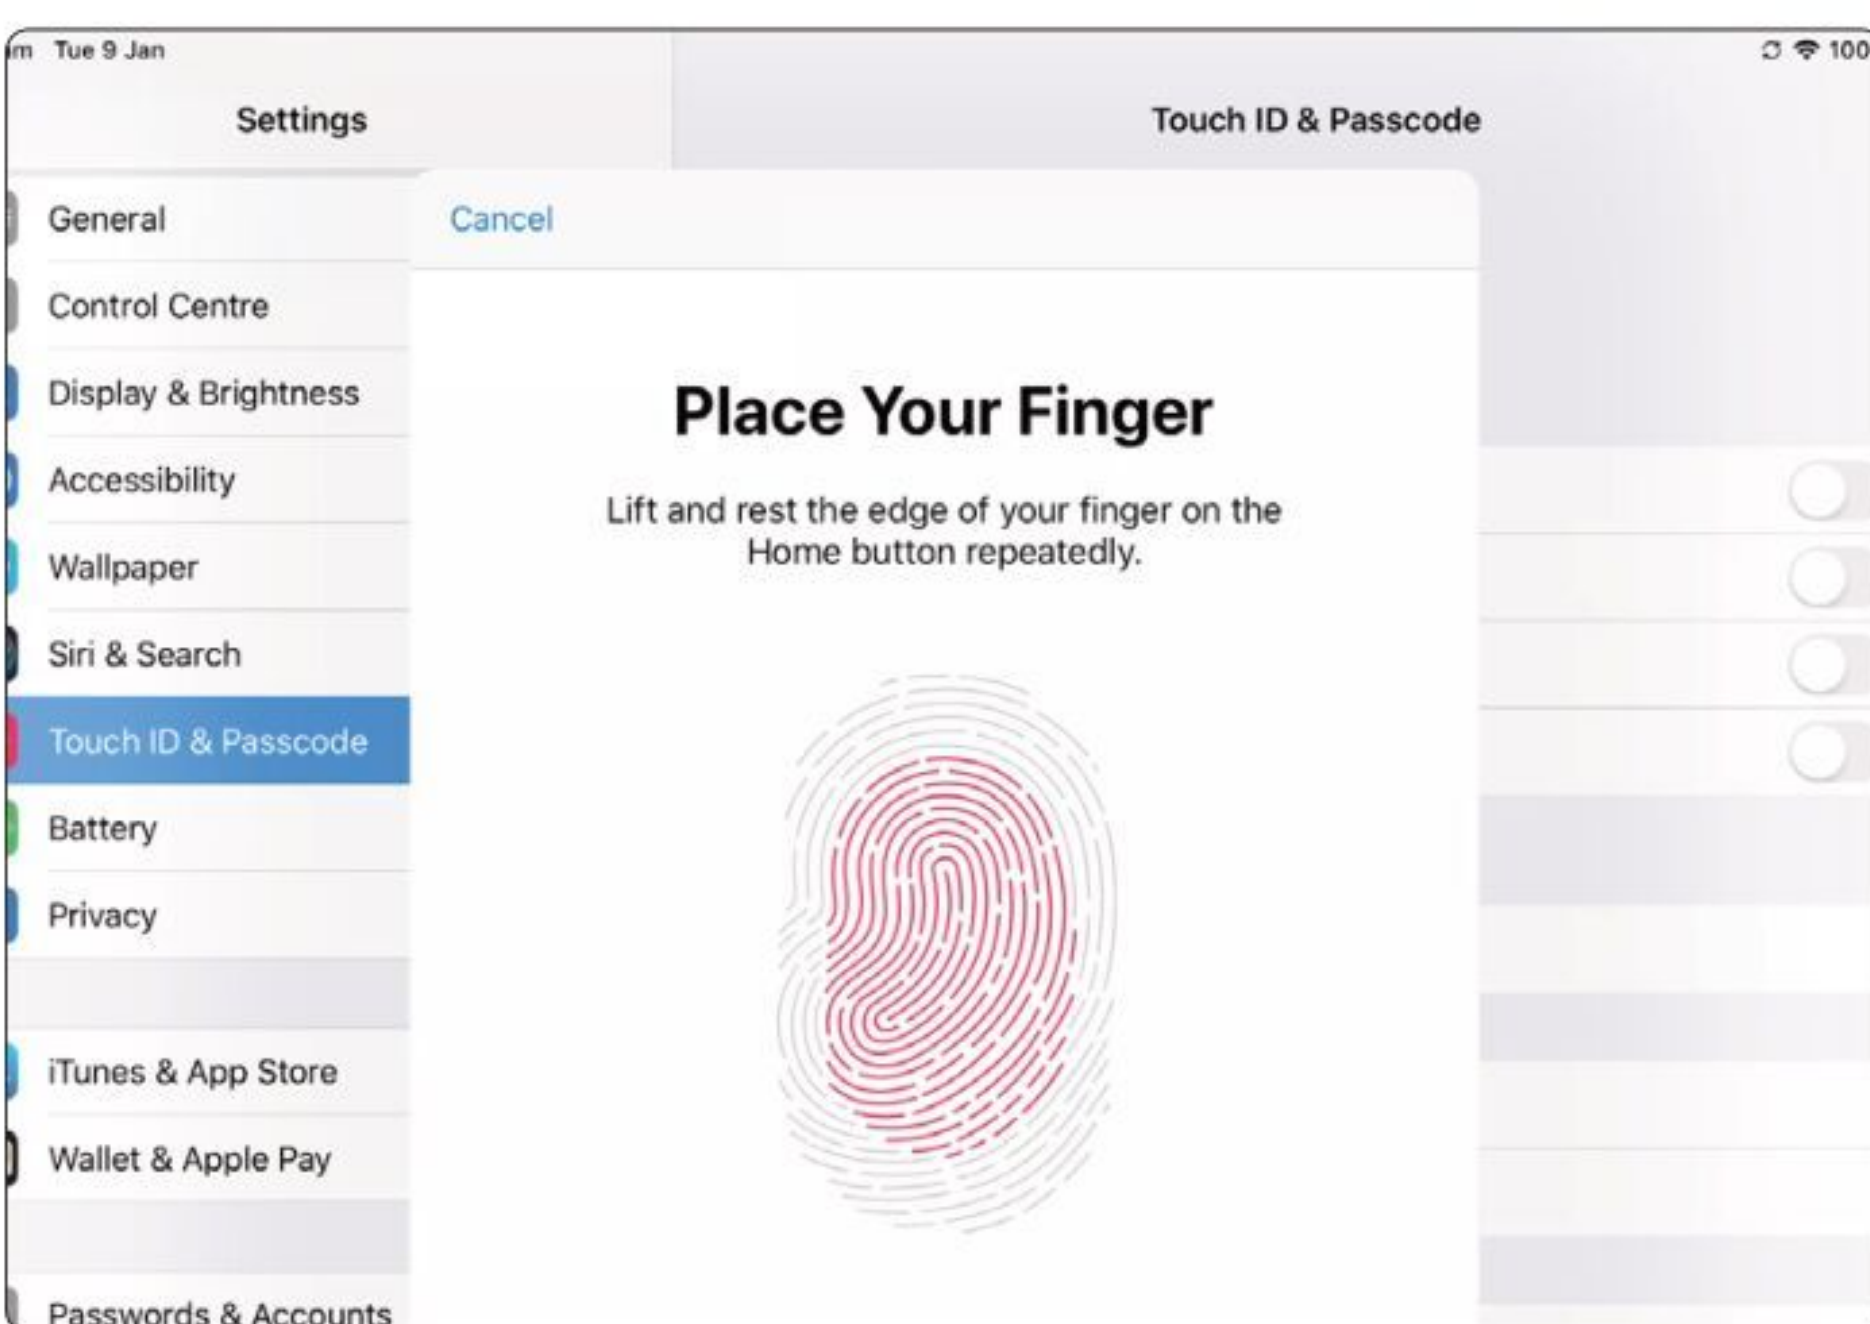 Tue 9 Jan
100
Settings
Touch ID & Passcode
General
Control Centre
Display & Brightness
Accessibility
Wallpaper
Siri & Search
Touch ID & Passcode
Battery
Privacy
iTunes & App Store
Wallet & Apple Pay
Passwords & Accounts
Cancel
Place Your Finger
Lift and rest the edge of your finger on the
Home button repeatedly.